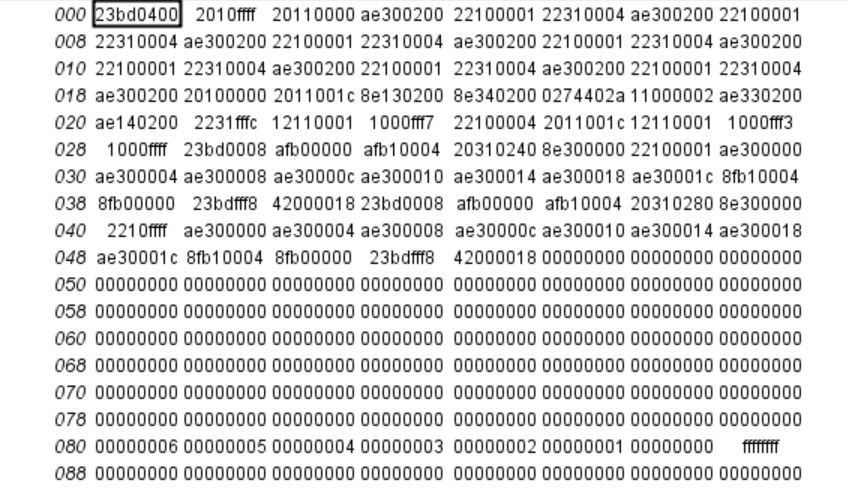 000 23bd0400 2010ffff 20110000 ae300200 22100001 22310004 ae300200 22100001
008 22310004 ae300200 22100001 22310004 ae300200 22100001 22310004 ae300200
010 22100001 22310004 ae300200 22100001 22310004 ae300200 22100001 22310004
018 ae300200 20100000 2011001c 8e130200 8e340200 0274402a 11000002 ae330200
020 ae140200 2231fffc 12110001 1000fff7 22100004 2011001c 12110001 1000fff3
028 1000ffff 23bd0008 afb00000 afb10004 20310240 8e300000 22100001 ae300000
030 ae300004 ae300008 ae30000c ae300010 ae300014 ae300018 ae30001c 8fb10004
038 8fb00000 23bdfff8 42000018 23bd0008 afb00000 afb10004 20310280 8e300000
040 2210ffff ae300000 ae300004 ae300008 ae30000c ae300010 ae300014 ae300018
048 ae30001c 8fb10004 8fb00000 23bdfff8 42000018 00000000 00000000 00000000
050 00000000 00000000 00000000 00000000 00000000 00000000 00000000 00000000
058 00000000 00000000 00000000 00000000 00000000 00000000 00000000 00000000
060 00000000 00000000 00000000 00000000 00000000 00000000 00000000 00000000
068 00000000 00000000 00000000 00000000 00000000 00000000 00000000 00000000
070 00000000 00000000 00000000 00000000 00000000 00000000 00000000 00000000
078 00000000 00000000 00000000 00000000 00000000 00000000 00000000 00000000
080 00000006 00000005 00000004 00000003 00000002 00000001 00000000 ffffffff
088 00000000 00000000 00000000 00000000 00000000 00000000 00000000 00000000